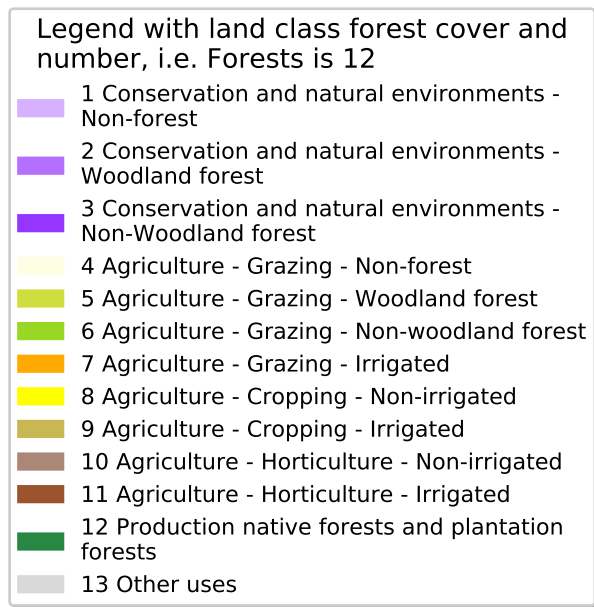 Legend with land class forest cover and
number, i.e. Forests is 12
1 Conservation and natural environments -
Non-forest
2 Conservation and natural environments -
Woodland forest
3 Conservation and natural environments -
Non-Woodland forest
4 Agriculture - Grazing - Non-forest
5 Agriculture - Grazing - Woodland forest
6 Agriculture - Grazing - Non-woodland forest
7 Agriculture - Grazing - Irrigated
8 Agriculture - Cropping - Non-irrigated
9 Agriculture - Cropping - Irrigated
10 Agriculture - Horticulture - Non-irrigated
11 Agriculture - Horticulture - Irrigated
12 Production native forests and plantation
forests
13 Other uses